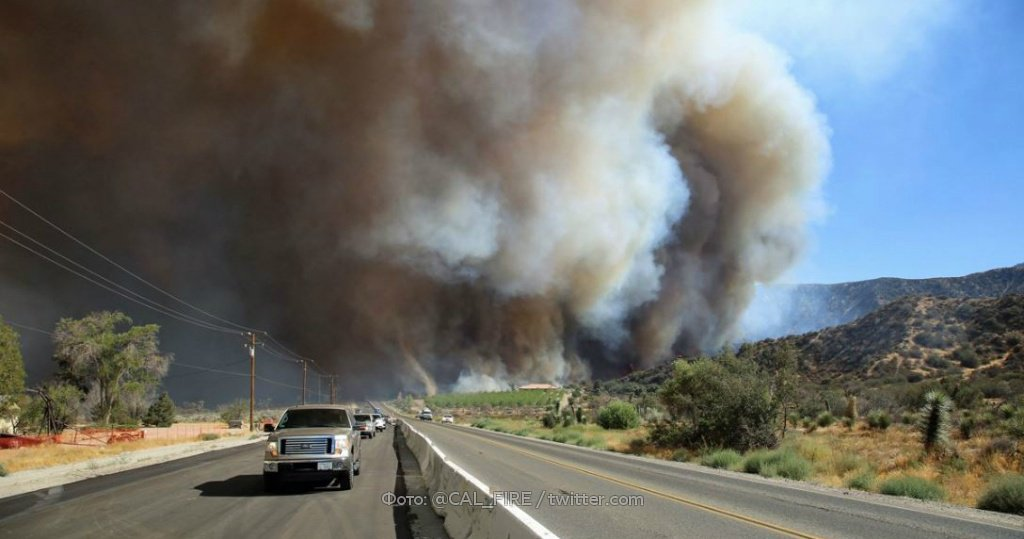 Фото: @CAL_FIRE / twitter.com